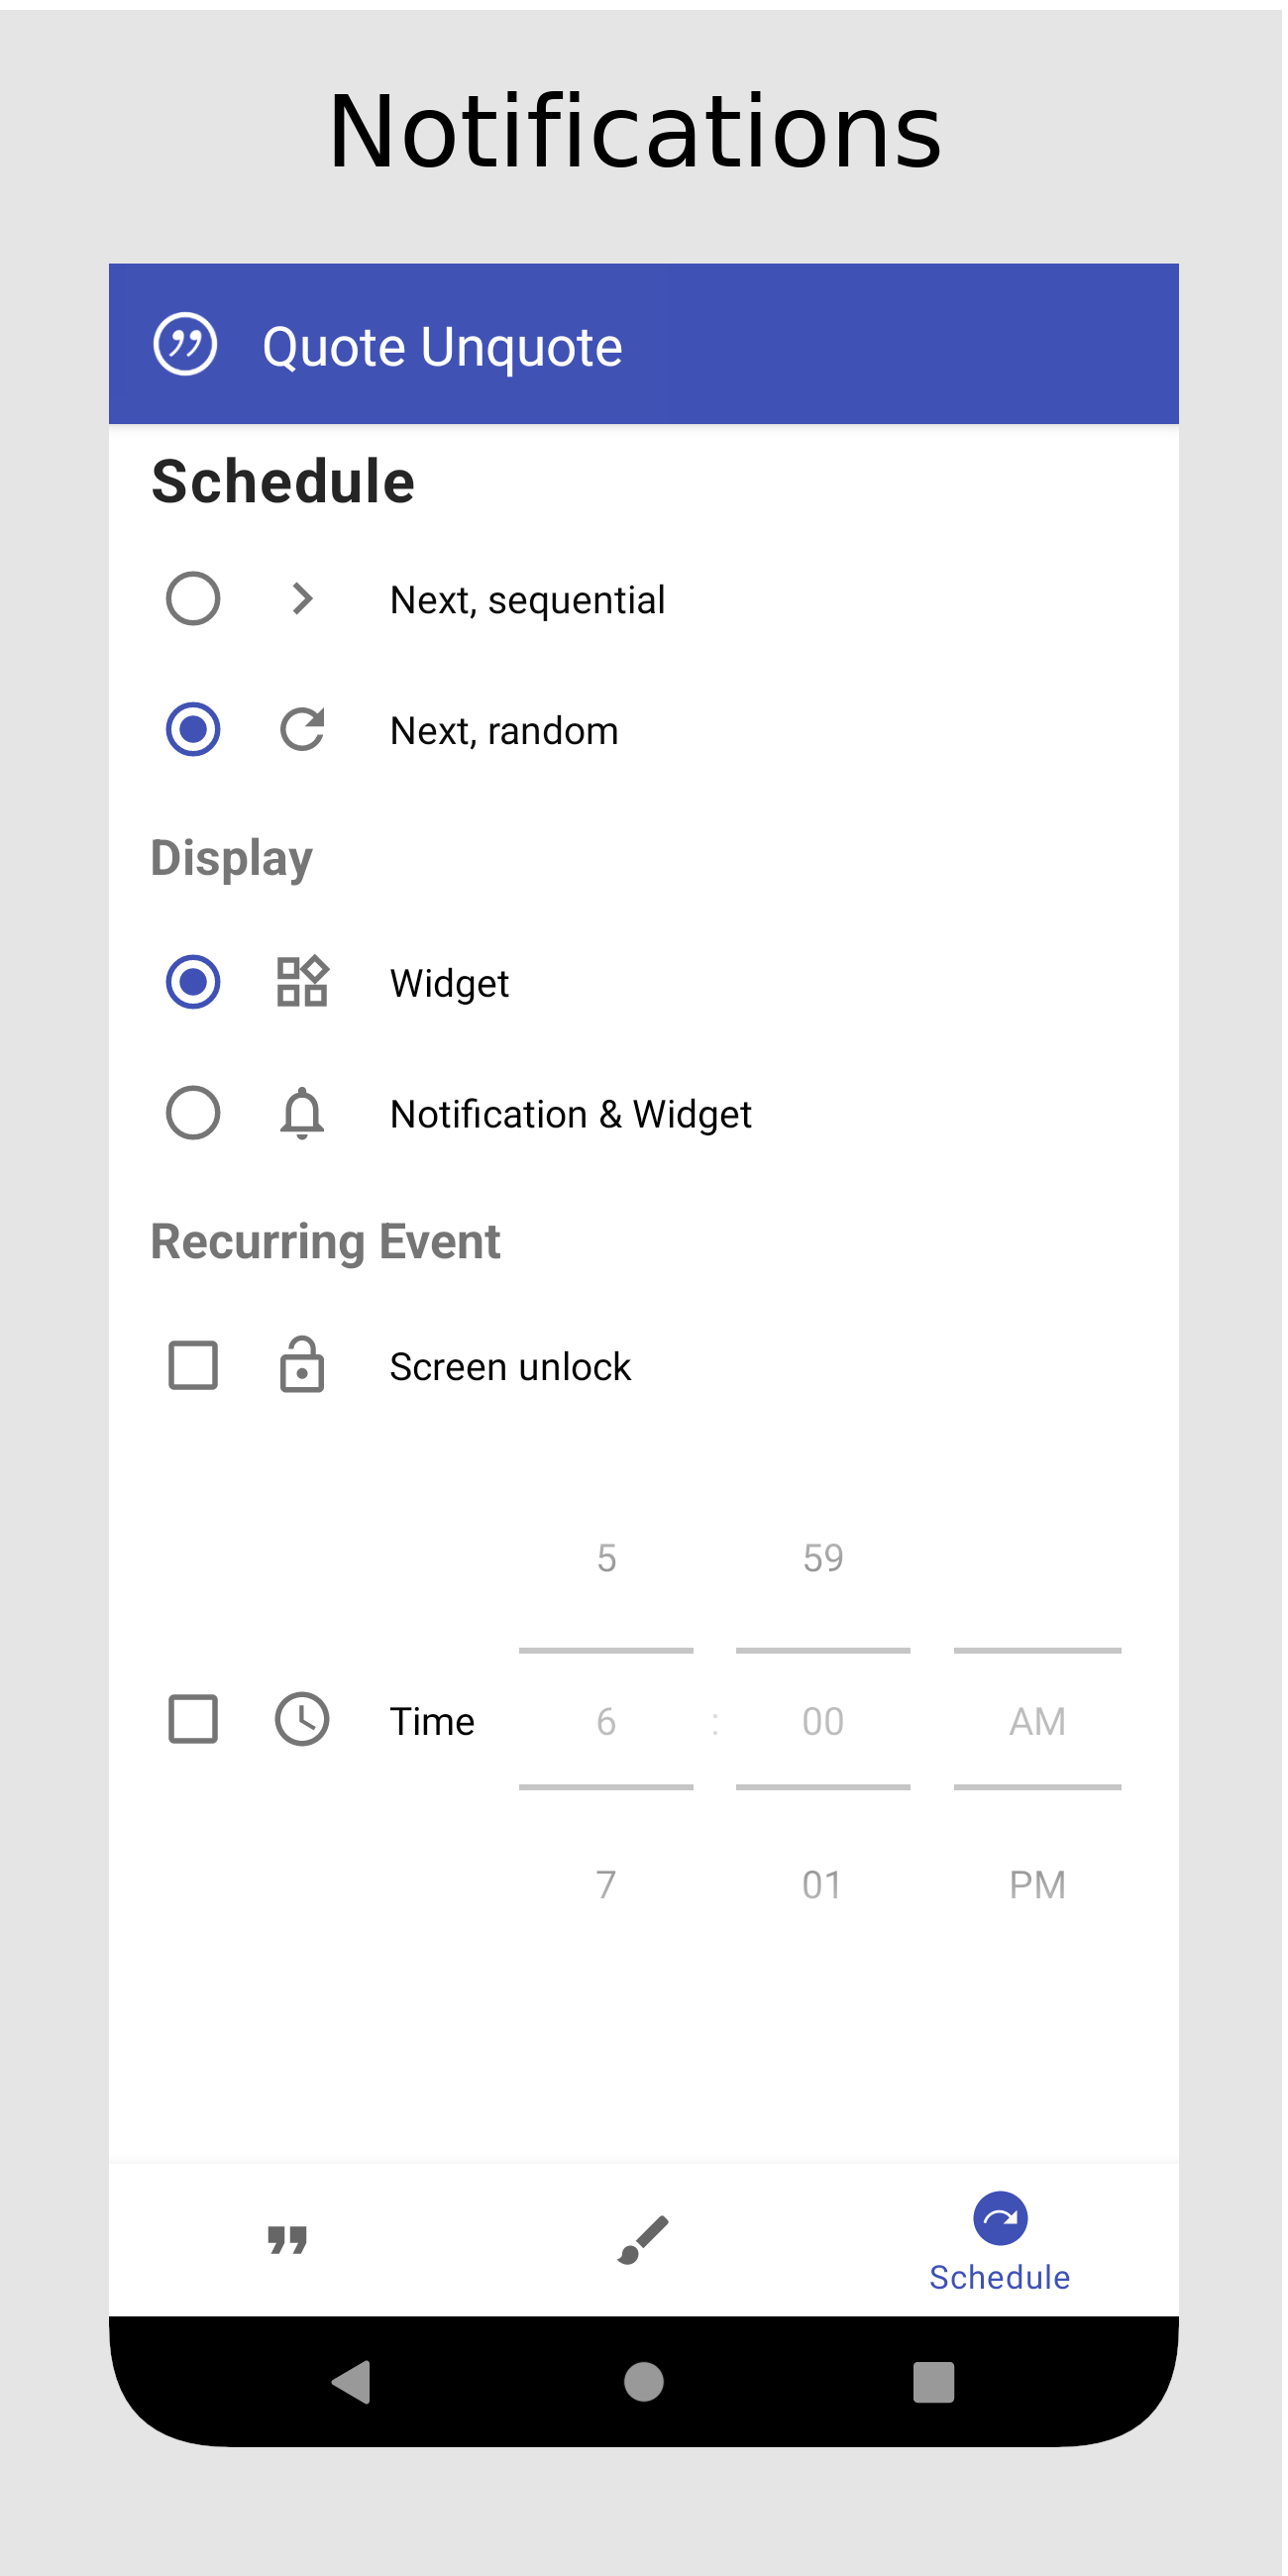 Notifications
Quote Unquote
Schedule
Next, sequential
Next, random
Display
Widget
Notification & Widget
Recurring Event
Screen unlock
5 59
Time 6 : 00 AM
7 01 PM
Schedule